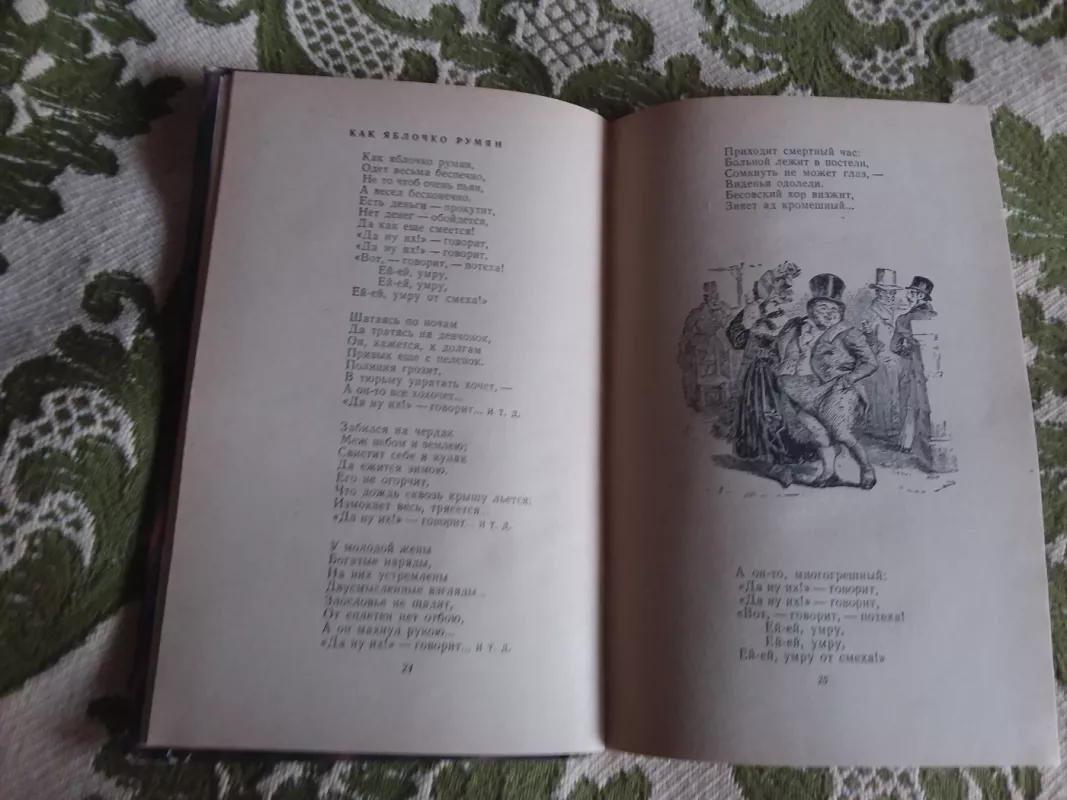 КАК ЯБЛОЧКО РУМЯН
Как яблочко румян,
Одет весьма беспечно,
Не то чтоб очень пьян,
А весел бесконечно.
Есть деньги — прокутит,
Нет денег — обойдется,
Да как еще смеется!
«Да ну их!» — говорит,
«Да ну их!» — говорит,
«Вот, — говорит, — потеха!
Ей-ей, умру,
Ей-ей, умру,
Ей-ей, умру от смеха!»
Шатаясь по ночам
Да тратясь на девчонок,
Он, кажется, к долгам
Привык еще с пеленок.
Полиция грозит,
В тюрьму упрятать хочет, —
А он-то все хохочет...
«Да ну их!» — говорит... и т. д.
Забился на чердак
Меж небом и землею;
Свистит себе в кулак
Да ежится зимою.
Его не огорчит,
Что дождь сквозь крышу льется:
Измокнет весь, трясется...
«Да ну их!» — говорит... и т. д.
У молодой жены
Богатые наряды,
На них устремлены
Двусмысленные взгляды...
Злословье не щадит,
От сплетен нет отбою,
А он махнул рукою...
«Да ну их!» — говорит... и т. д.
24
Приходит смертный час:
Больной лежит в постели,
Сомкнуть не может глаз, —
Виденья одолели.
Бесовский хор визжит,
Зияет ад кромешный...
А он-то, многогрешный:
«Да ну их!» — говорит,
«Да ну их!» — говорит,
«Вот, — говорит, — потеха!
Ей-ей, умру,
Ей-ей, умру,
Ей-ей, умру от смеха!»
25